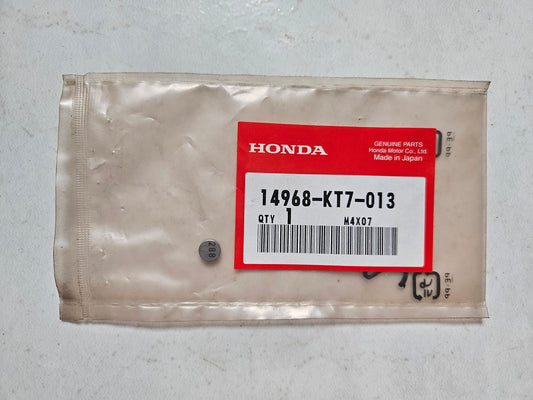 HONDA
GENUINE PARTS
Honda Motor Co., Ltd.
Made in Japan
14968-KT7-013
QTY 1 M4X07
288